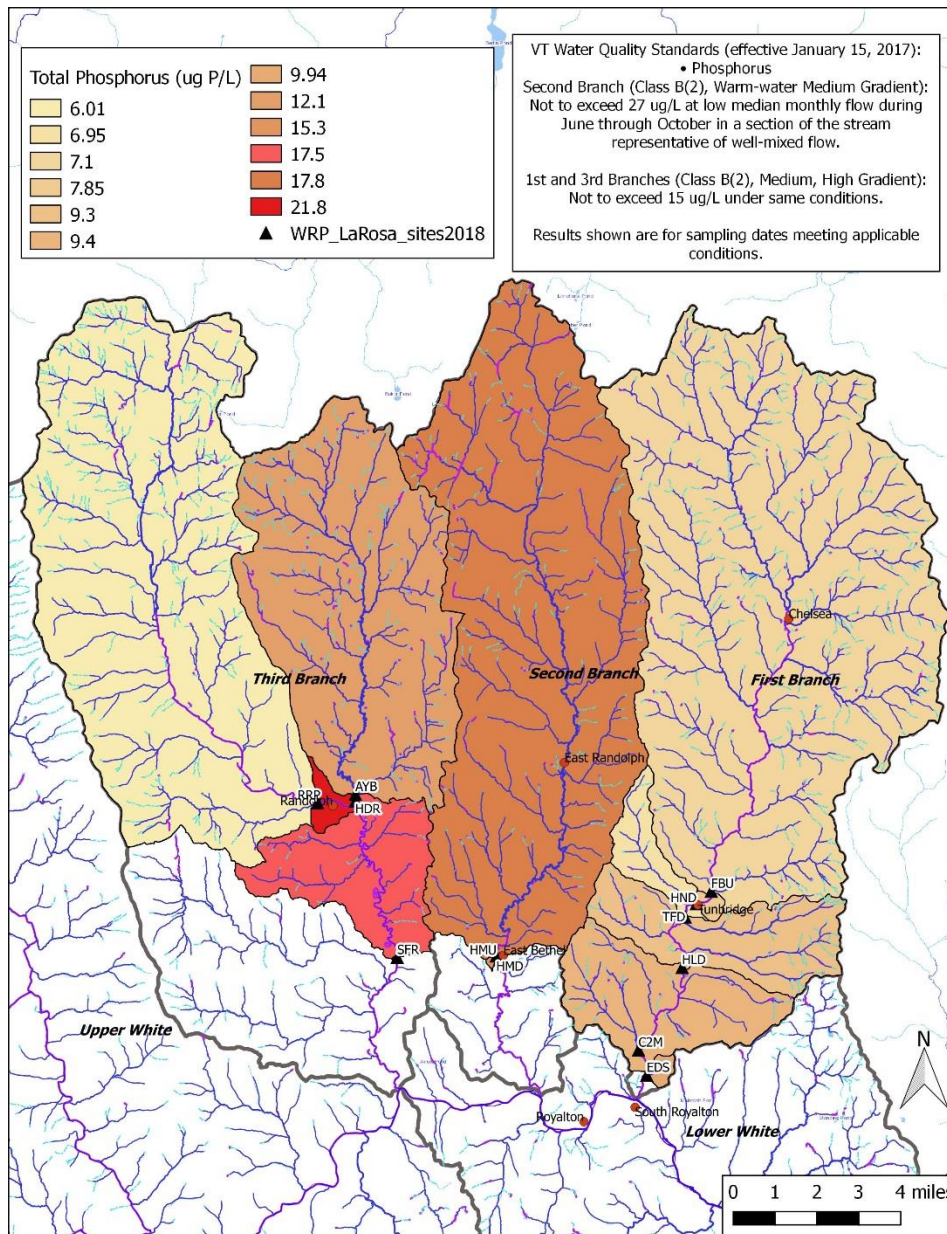 Total Phosphorus (ug P/L)
6.01
6.95
7.1
7.85
9.3
9.4
9.94
12.1
15.3
17.5
17.8
21.8
WRP_LaRosa_sites2018
VT Water Quality Standards (effective January 15, 2017):
• Phosphorus
Second Branch (Class B(2), Warm-water Medium Gradient):
Not to exceed 27 ug/L at low median monthly flow during
June through October in a section of the stream
representative of well-mixed flow.
1st and 3rd Branches (Class B(2), Medium, High Gradient):
Not to exceed 15 ug/L under same conditions.
Results shown are for sampling dates meeting applicable
conditions.
Chelsea
Third Branch
Second Branch
First Branch
East Randolph
RRP
AYB
Randolph
HDR
FBU
HND
Tunbridge
TFD
SFR
HMU
East Bethel
HMD
HLD
Upper White
C2M
EDS
N
Royalton
South Royalton
Lower White
0 1 2 3 4 miles